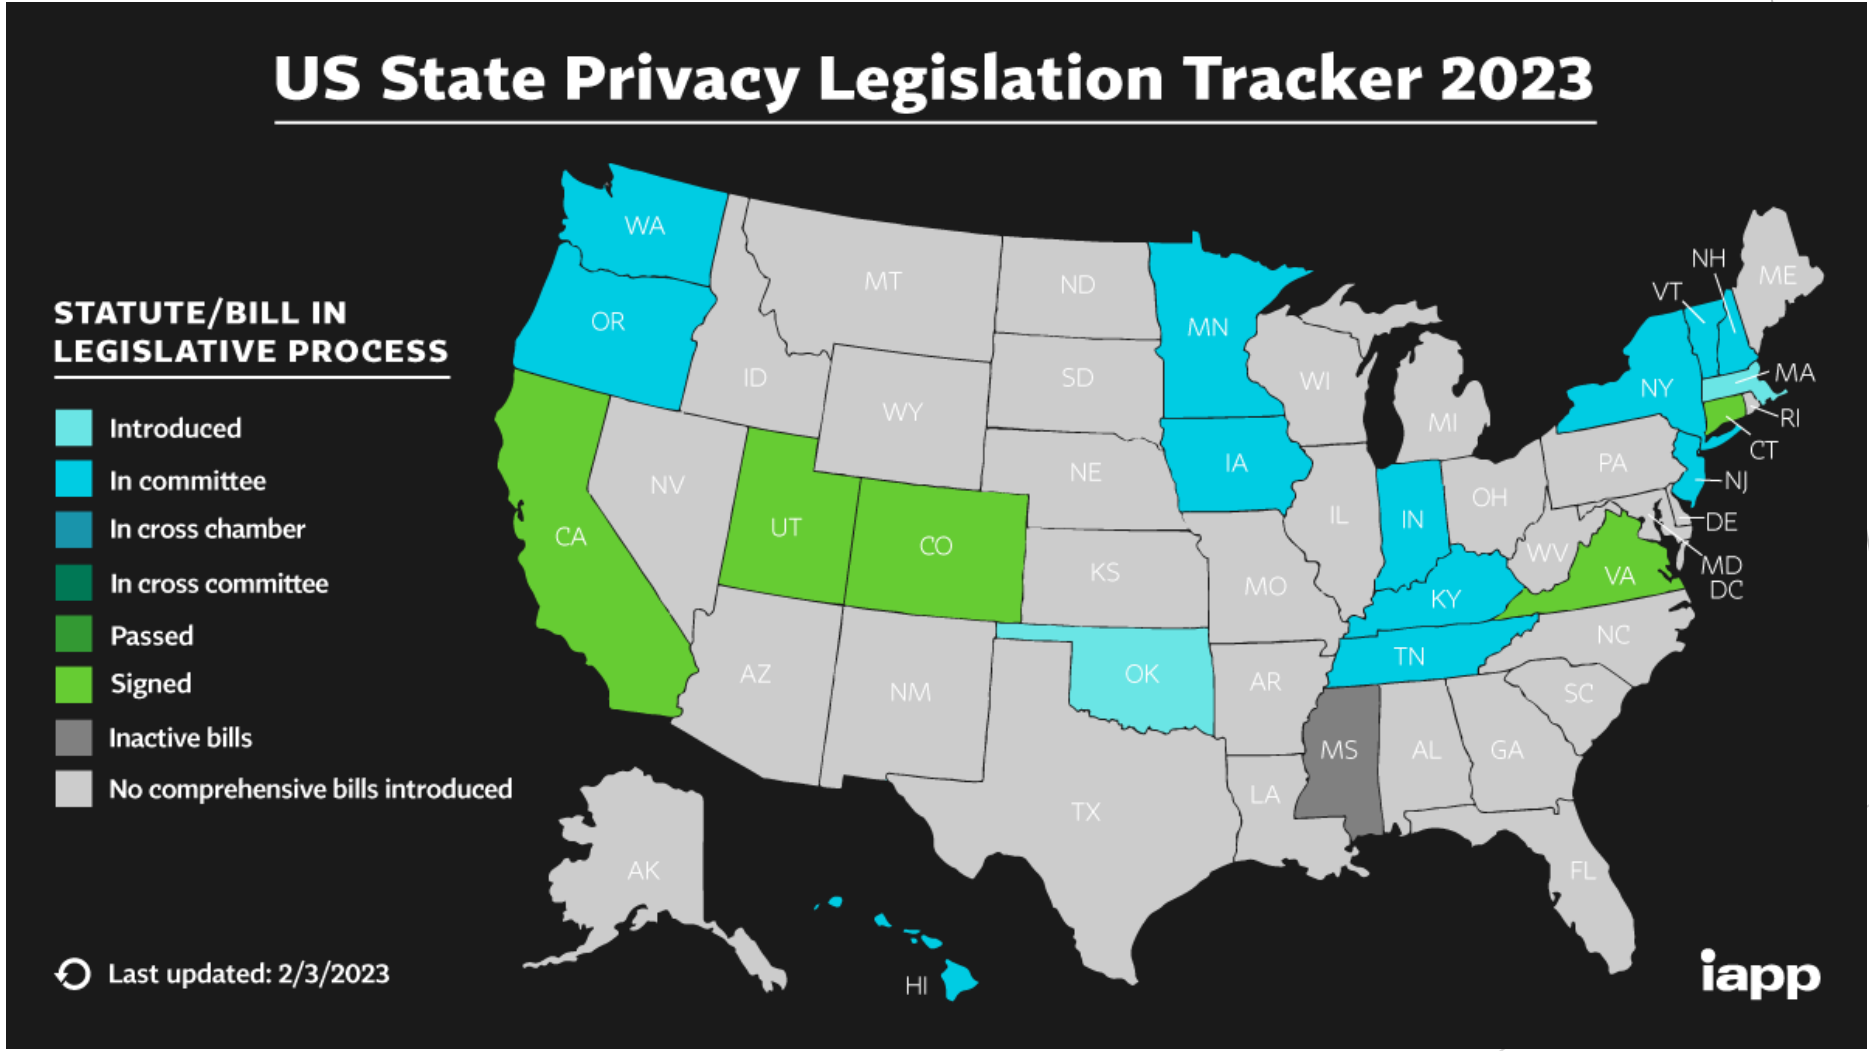 US State Privacy Legislation Tracker 2023
STATUTE/BILL IN
LEGISLATIVE PROCESS
Introduced
In committee
In cross chamber
In cross committee
Passed
Signed
Inactive bills
No comprehensive bills introduced
Last updated: 2/3/2023
WA
OR
CA
ID
NV
MT
WY
UT
CO
AZ
NM
ND
SD
NE
KS
OK
TX
MN
IA
MO
AR
LA
WI
IL
MI
IN
OH
KY
TN
MS
AL
GA
FL
SC
NC
VA
WV
PA
NY
VT
NH
ME
MA
RI
CT
NJ
DE
MD
DC
AK
HI
iapp